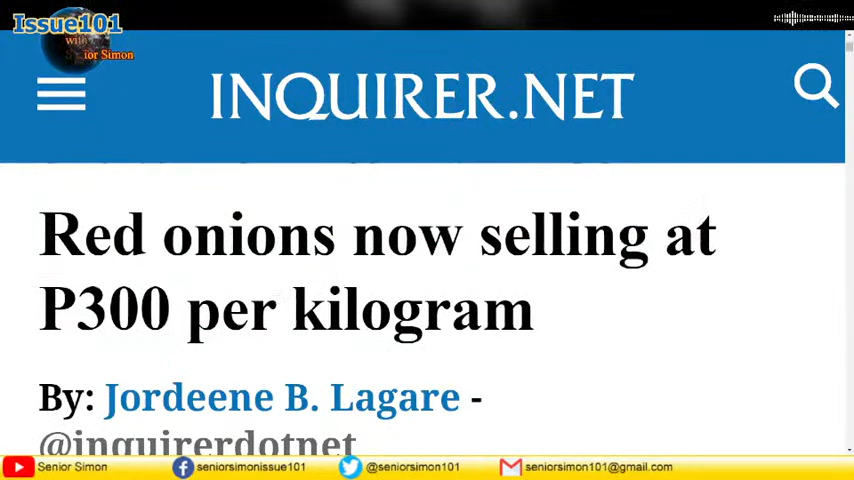 Issue101
with
Senior Simon
INQUIRER.NET
Red onions now selling at
P300 per kilogram
By: Jordeene B. Lagare -
@inquirerdotnet
Senior Simon
seniorsimonissue101
@seniorsimon101
seniorsimon101@gmail.com